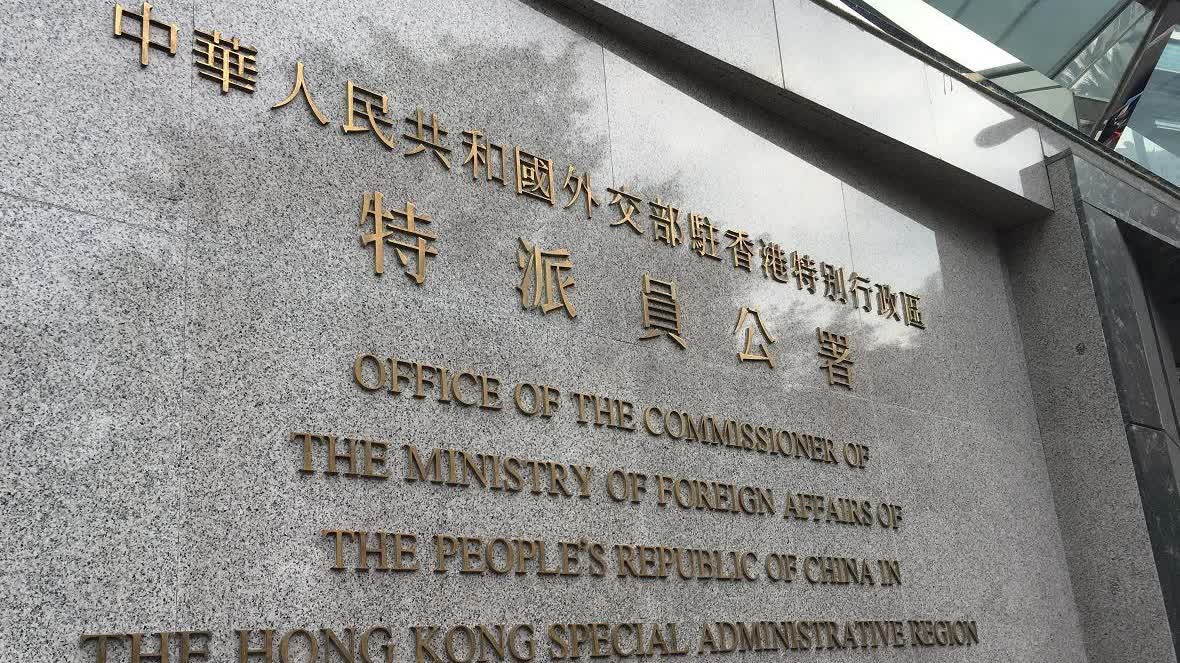 中華人民共和國外交部駐香港特別行政區
特派員公署
OFFICE OF THE COMMISSIONER OF
THE MINISTRY OF FOREIGN AFFAIRS OF
THE PEOPLE'S REPUBLIC OF CHINA IN
THE HONG KONG SPECIAL ADMINISTRATIVE REGION